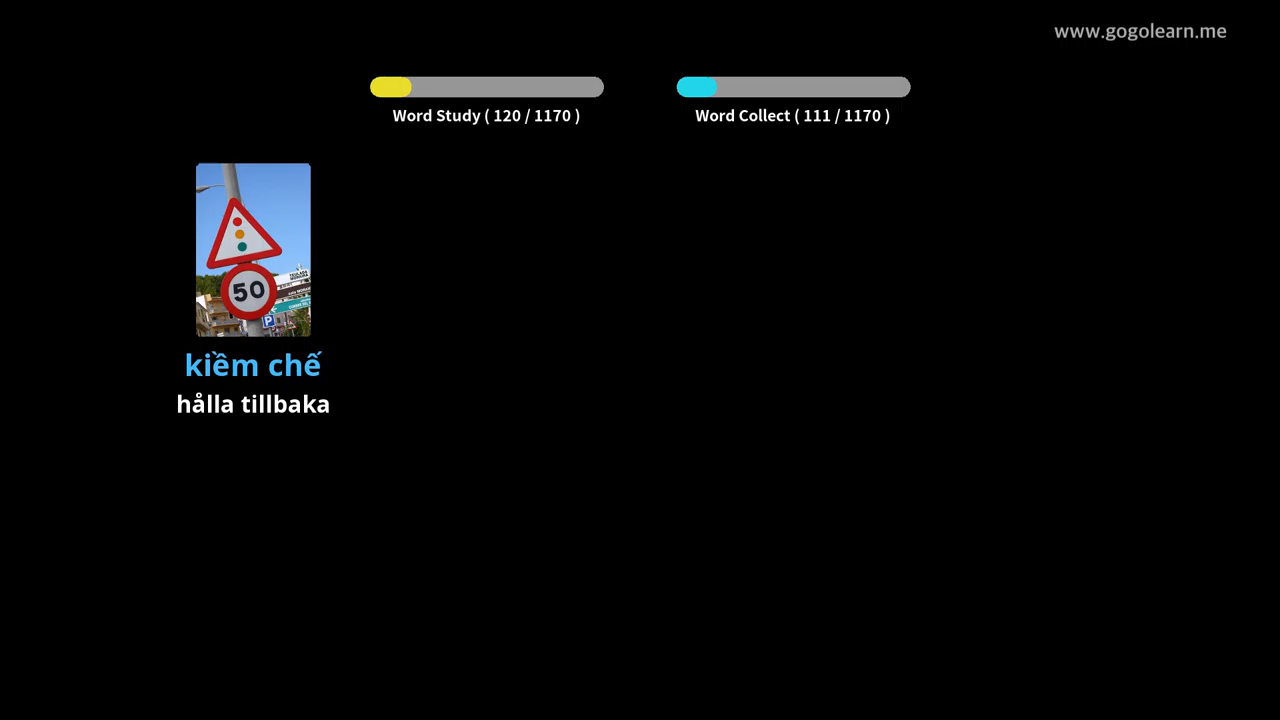 www.gogolearn.me
Word Study ( 120 / 1170 )
Word Collect ( 111 / 1170 )
50
P
kiềm chế
hålla tillbaka